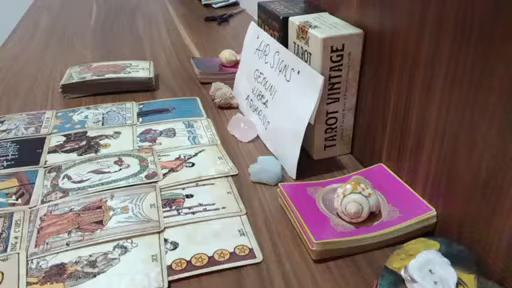 "AIR SIGNS"
GEMINI
LIBRA
AQUARIUS
TAROT
TAROT VINTAGE